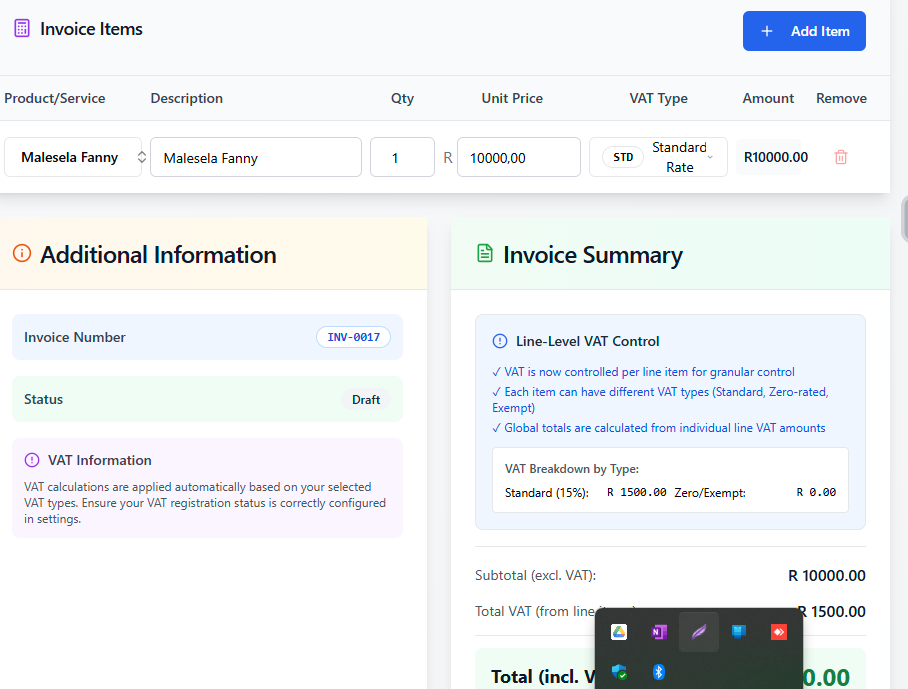 Invoice Items
+ Add Item
Product/Service Description Qty Unit Price VAT Type Amount Remove
Malesela Fanny Malesela Fanny 1 R 10000,00 STD Standard Rate R10000.00
Additional Information
Invoice Number INV-0017
Status Draft
VAT Information
VAT calculations are applied automatically based on your selected
VAT types. Ensure your VAT registration status is correctly configured
in settings.
Invoice Summary
Line-Level VAT Control
✓ VAT is now controlled per line item for granular control
✓ Each item can have different VAT types (Standard, Zero-rated,
Exempt)
✓ Global totals are calculated from individual line VAT amounts
VAT Breakdown by Type:
Standard (15%): R 1500.00 Zero/Exempt: R 0.00
Subtotal (excl. VAT): R 10000.00
Total VAT (from line R 1500.00
Total (incl. 0.00